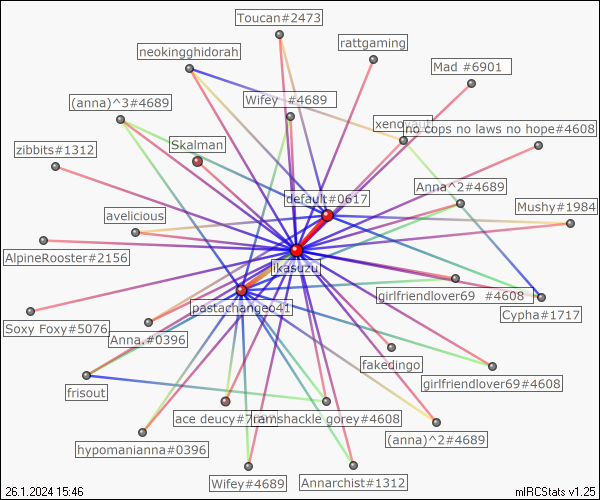 Toucan#2473
rattgaming
neokingghidorah
Mad #6901
(anna)^3#4689
Wifey #4689
no cops no laws no hope#4608
Skalman
zibbits#1312
Anna^2#4689
default#0617
Mushy#1984
avelicious
AlpineRooster#2156
ikasuzu
girlfriendlover69 #4608
pastachangeo41
Cypha#1717
Soxy Foxy#5076
Anna.#0396
fakedingo
girlfriendlover69#4608
frisout
ace deucy
ramshackle gorey#4608
(anna)^2#4689
hypomanianna#0396
Wifey#4689
Annarchist#1312
26.1.2024 15:46
mIRCStats v1.25